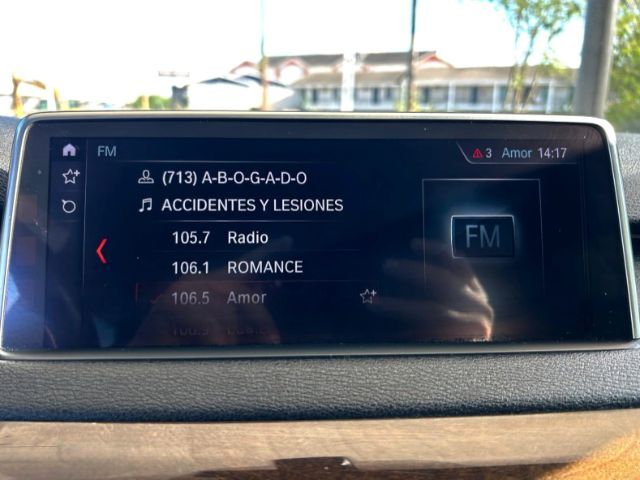 FM
3 Amor 14:17
(713) A-B-O-G-A-D-O
ACCIDENTES Y LESIONES
105.7 Radio
106.1 ROMANCE
106.5 Amor
FM